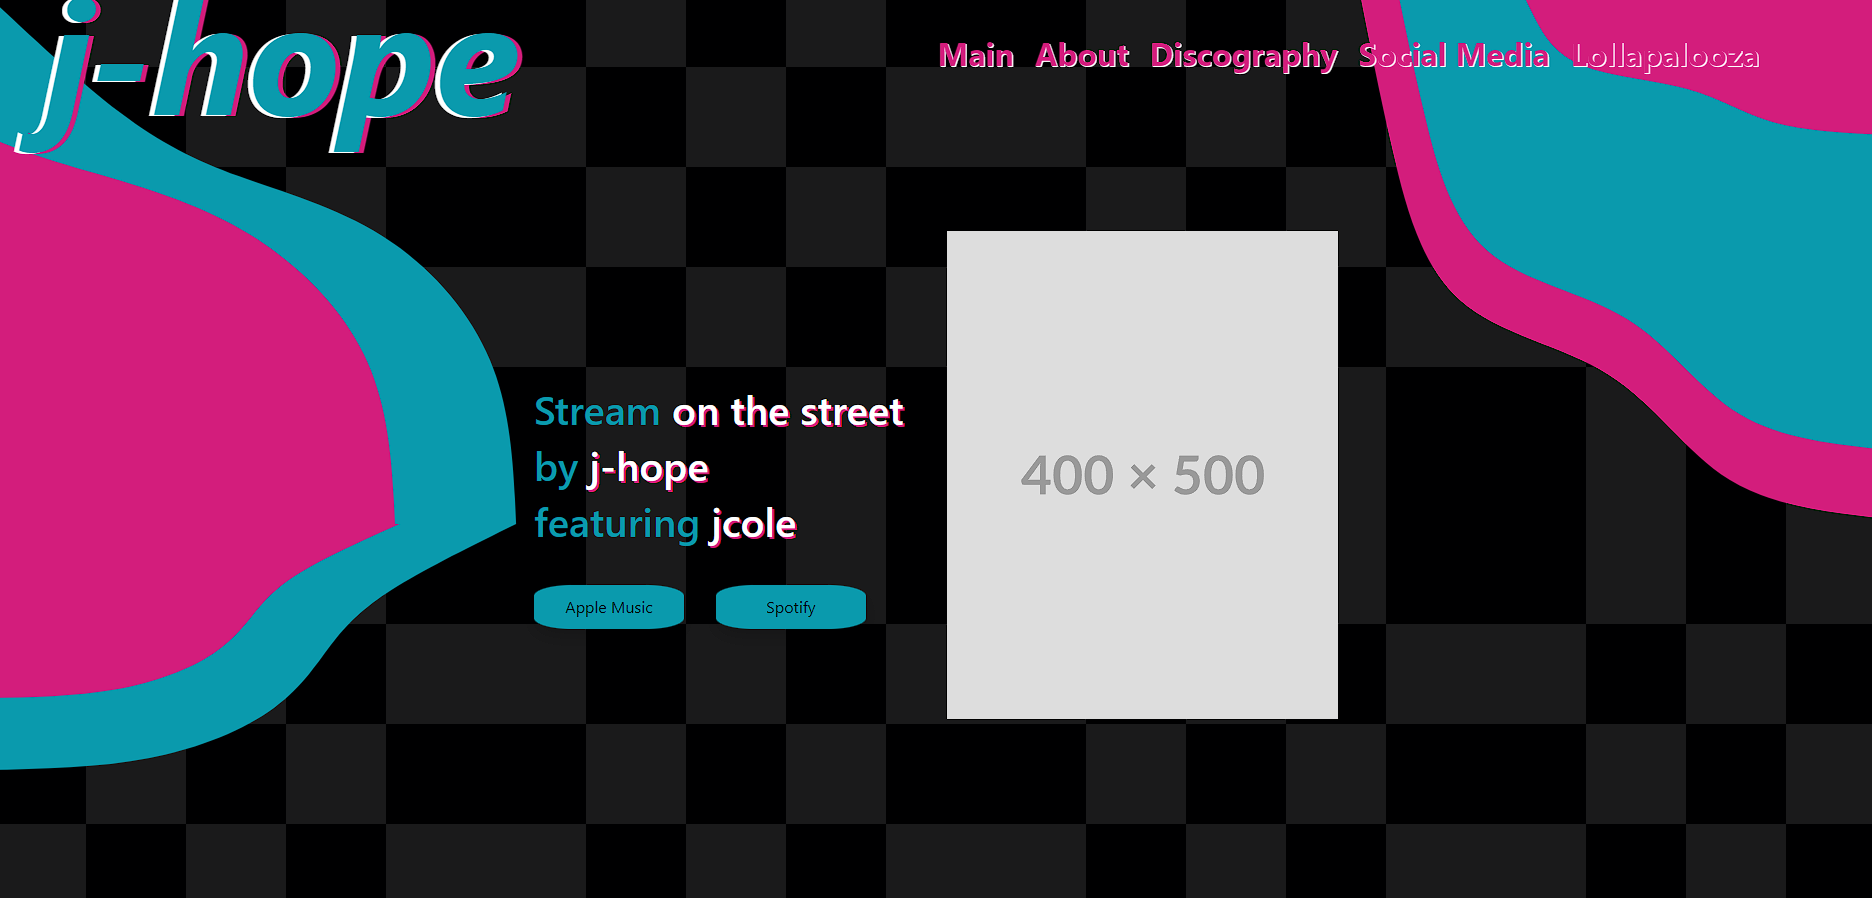 j-hope
Main About Discography Social Media Lollapalooza
Stream on the street
by j-hope
featuring jcole
Apple Music Spotify
400 × 500